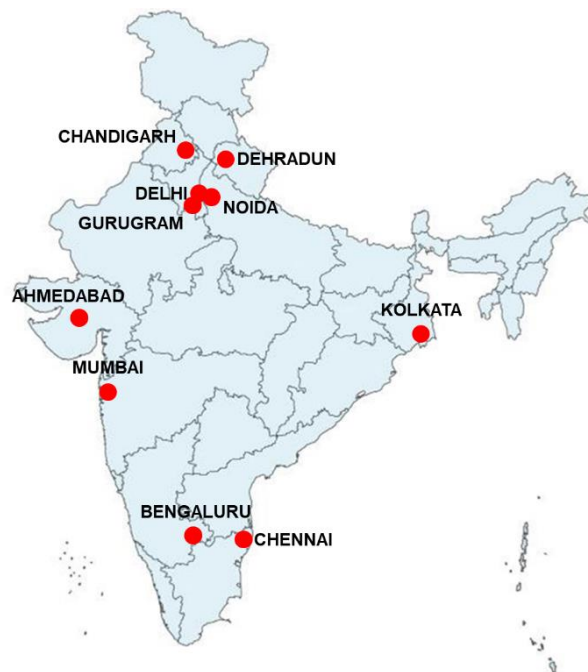 CHANDIGARH
DEHRADUN
DELHI
NOIDA
GURUGRAM
AHMEDABAD
KOLKATA
MUMBAI
BENGALURU
CHENNAI